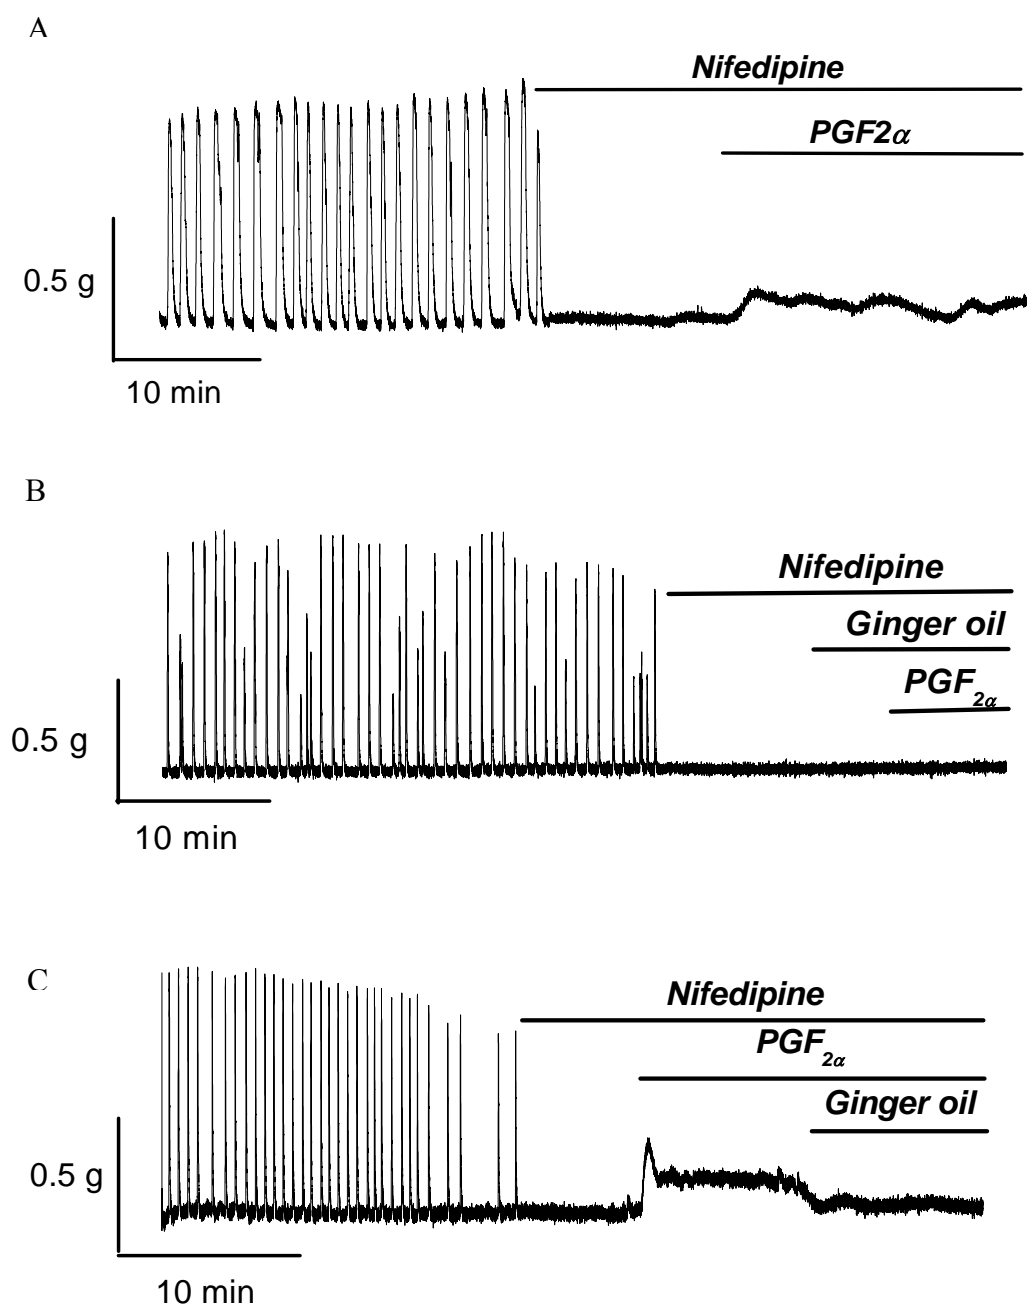 A
Nifedipine
PGF2α
0.5 g
10 min
B
Nifedipine
Ginger oil
PGF2α
0.5 g
10 min
C
Nifedipine
PGF2α
Ginger oil
0.5 g
10 min